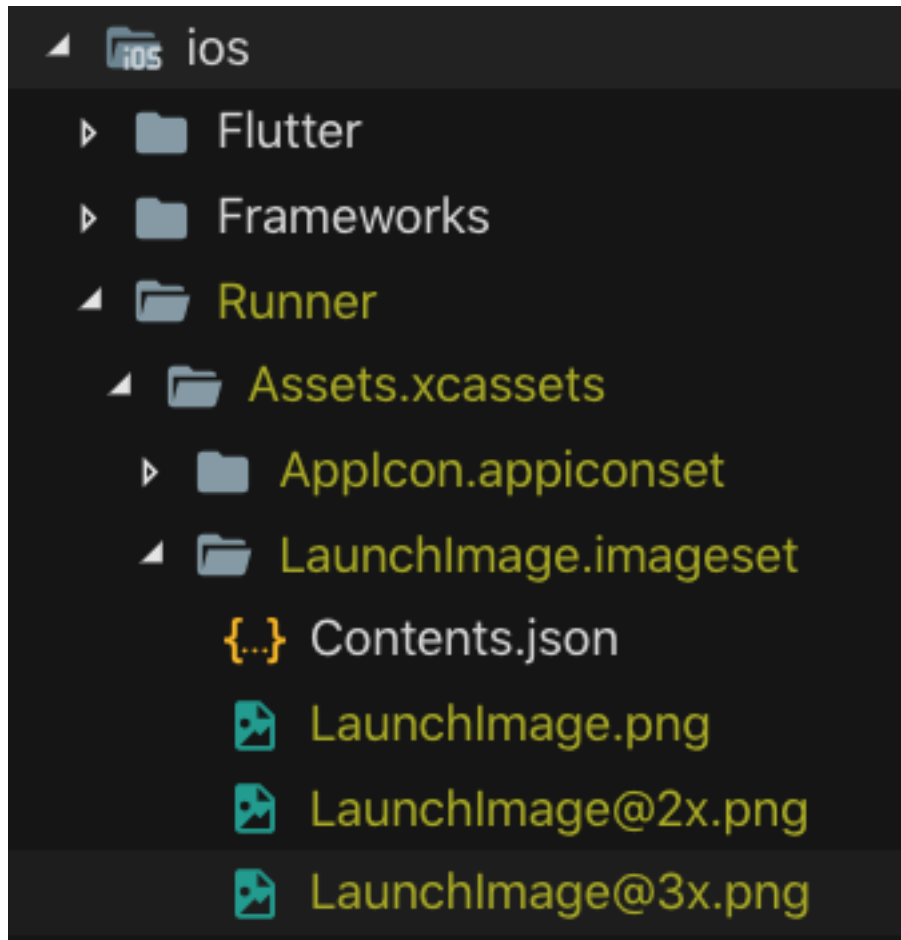 iOS ios
Flutter
Frameworks
Runner
Assets.xcassets
AppIcon.appiconset
LaunchImage.imageset
{...} Contents.json
LaunchImage.png
LaunchImage@2x.png
LaunchImage@3x.png